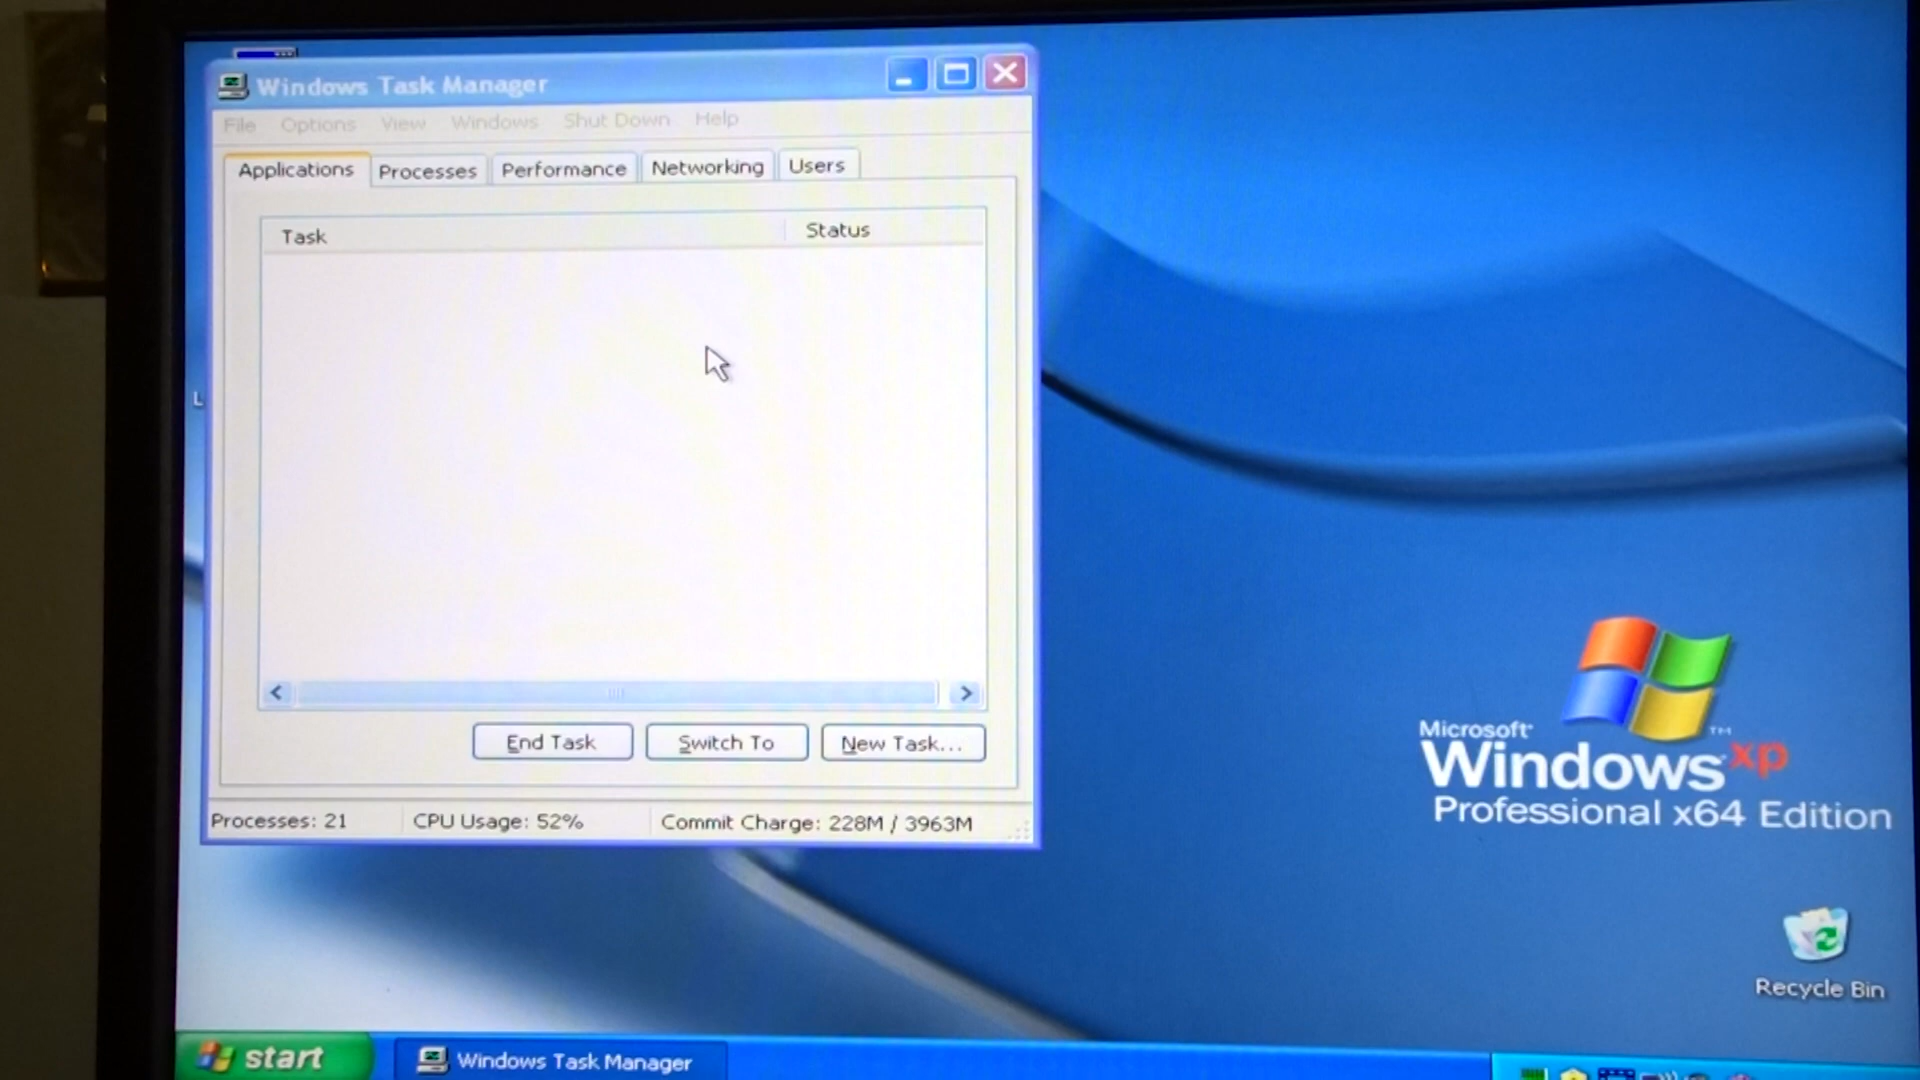 Windows Task Manager
File Options View Windows Shut Down Help
Applications Processes Performance Networking Users
Task Status
End Task Switch To New Task...
Processes: 21 CPU Usage: 52% Commit Charge: 228M / 3963M
Microsoft
Windows xp ™
Professional x64 Edition
Recycle Bin
start Windows Task Manager